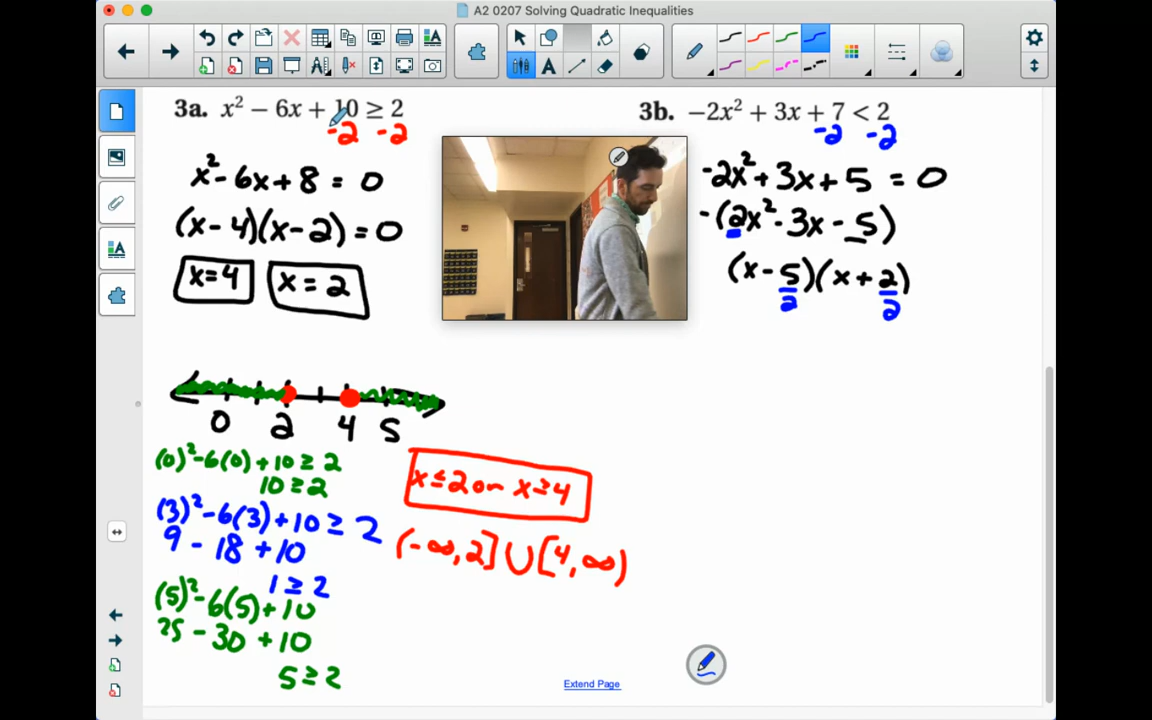 A2 0207 Solving Quadratic Inequalities
3a. x² − 6x + 10 ≥ 2
-2 -2
x² - 6x + 8 = 0
(x - 4)(x - 2) = 0
x=4 x = 2
0 2 4 5
(0)² - 6(0) + 10 ≥ 2
10 ≥ 2
(3)² - 6(3) + 10 ≥ 2
9 - 18 + 10
1 ≥ 2
(5)² - 6(5) + 10
25 - 30 + 10
5 ≥ 2
x ≤ 2 or x ≥ 4
(-∞, 2] ∪ [4, ∞)
3b. −2x² + 3x + 7 < 2
-2 -2
-2x² + 3x + 5 = 0
-(2x² - 3x - 5)
(x - 5/2)(x + 2/2)
Extend Page